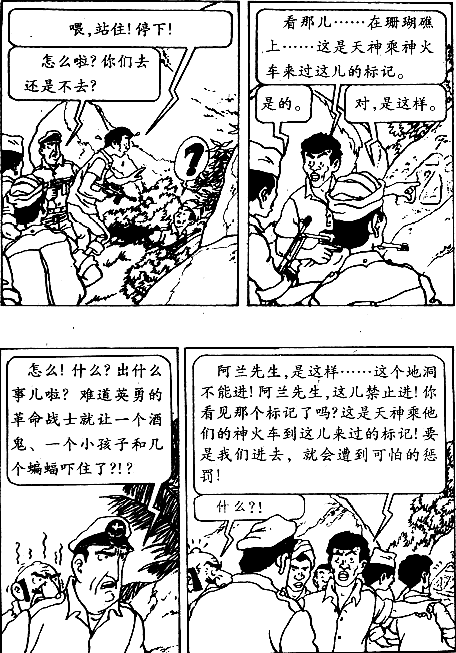 喂，站住！停下！
怎么啦？你们去
还是不去？
？
看那儿……在珊瑚礁
上……这是天神乘神火
车来过这儿的标记。
是的。
对，是这样。
怎么！什么？出什么
事儿啦？难道英勇的
革命战士就让一个酒
鬼、一个小孩子和几
个蝙蝠吓住了？!？
阿兰先生，是这样……这个地洞
不能进！阿兰先生，这儿禁止进！你
看见那个标记了吗？这是天神乘他
们的神火车到这儿来过的标记！要
是我们进去，就会遭到可怕的惩
罚！
什么？！